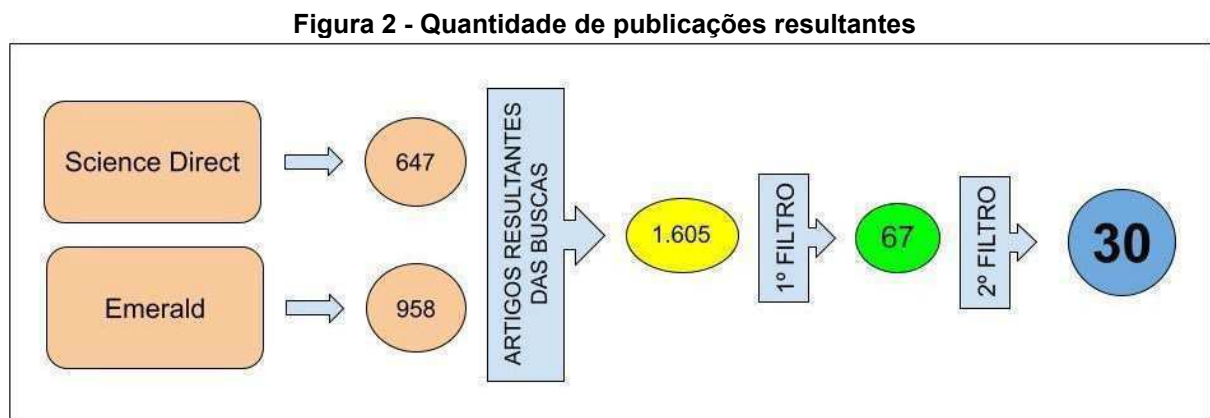 Figura 2 - Quantidade de publicações resultantes
Science Direct
647
Emerald
958
ARTIGOS RESULTANTES
DAS BUSCAS
1.605
1º FILTRO
67
2º FILTRO
30